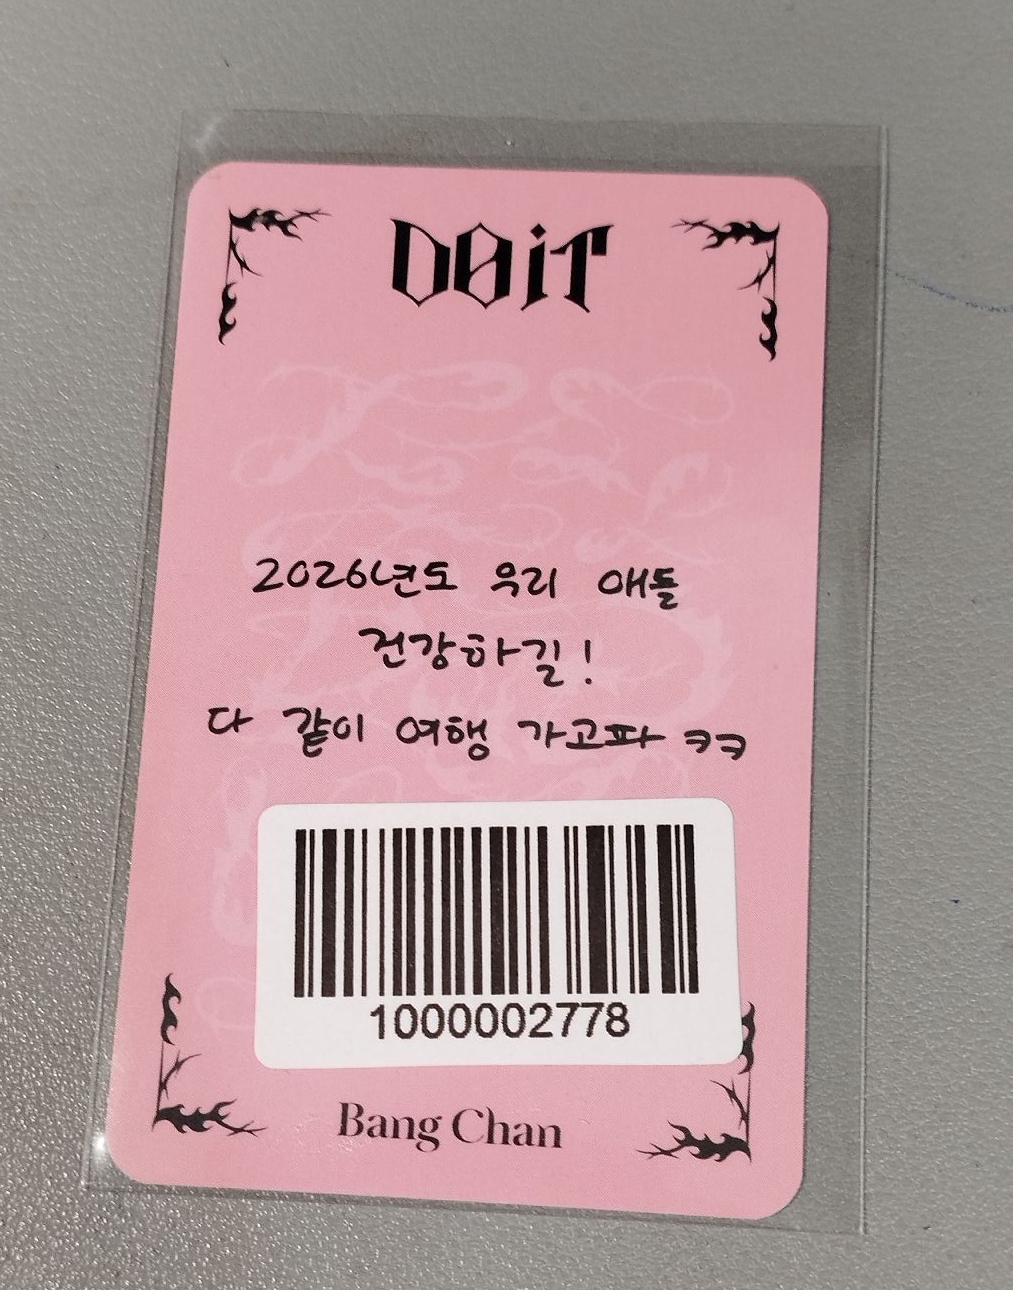 DØiT
2026년도 우리 애들
건강하길!
다 같이 여행 가고파 ㅋㅋ
1000002778
Bang Chan